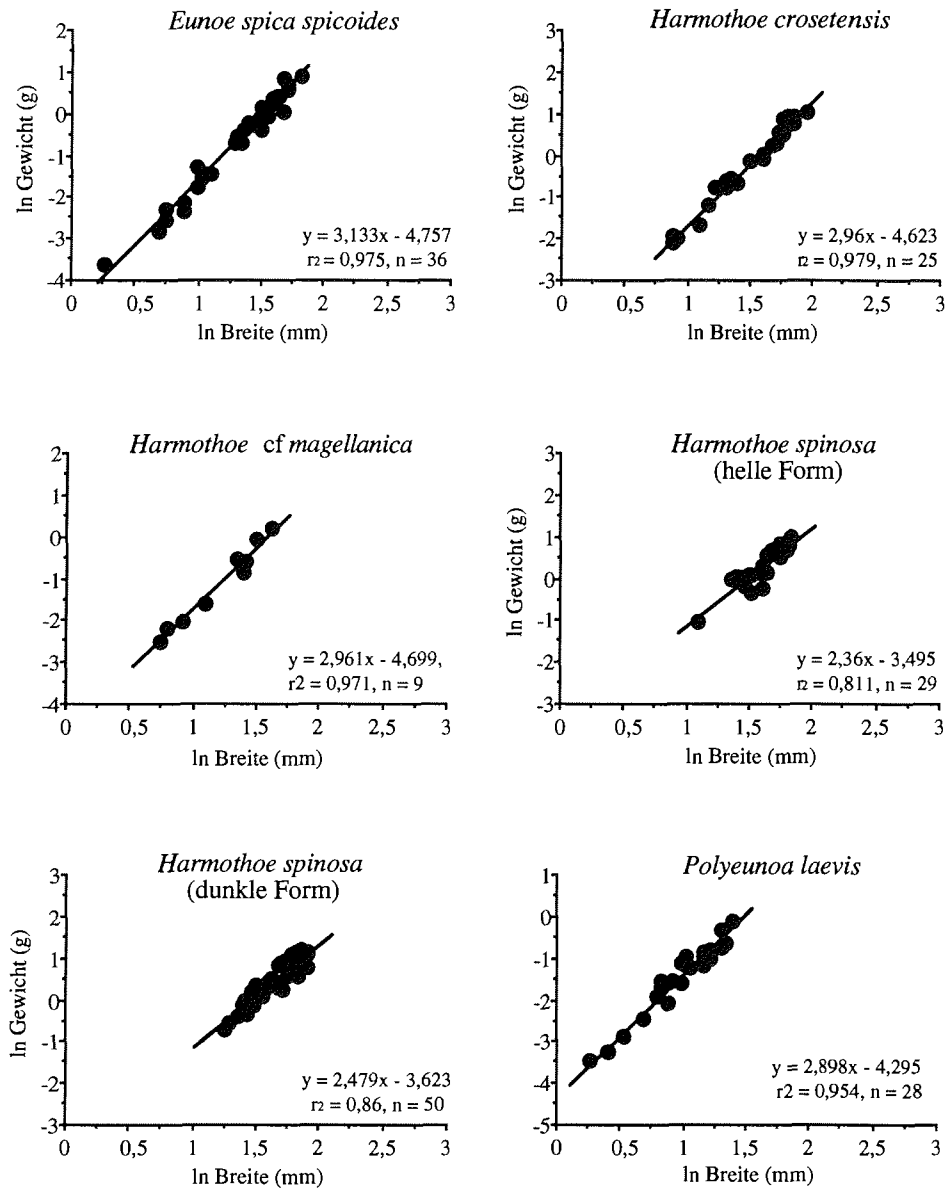 Eunoe spica spicoides
ln Gewicht (g)
2
1
0
-1
-2
-3
-4
y = 3,133x - 4,757
r2 = 0,975, n = 36
0 0,5 1 1,5 2 2,5 3
ln Breite (mm)
Harmothoe crosetensis
ln Gewicht (g)
3
2
1
0
-1
-2
-3
y = 2,96x - 4,623
r2 = 0,979, n = 25
0 0,5 1 1,5 2 2,5 3
ln Breite (mm)
Harmothoe cf magellanica
2
1
0
-1
-2
-3
-4
y = 2,961x - 4,699,
r2 = 0,971, n = 9
0 0,5 1 1,5 2 2,5 3
ln Breite (mm)
Harmothoe spinosa
(helle Form)
ln Gewicht (g)
3
2
1
0
-1
-2
-3
y = 2,36x - 3,495
r2 = 0,811, n = 29
0 0,5 1 1,5 2 2,5 3
ln Breite (mm)
Harmothoe spinosa
(dunkle Form)
ln Gewicht (g)
3
2
1
0
-1
-2
-3
y = 2,479x - 3,623
r2 = 0,86, n = 50
0 0,5 1 1,5 2 2,5 3
ln Breite (mm)
Polyeunoa laevis
1
0
-1
-2
-3
-4
-5
y = 2,898x - 4,295
r2 = 0,954, n = 28
0 0,5 1 1,5 2 2,5 3
ln Breite (mm)